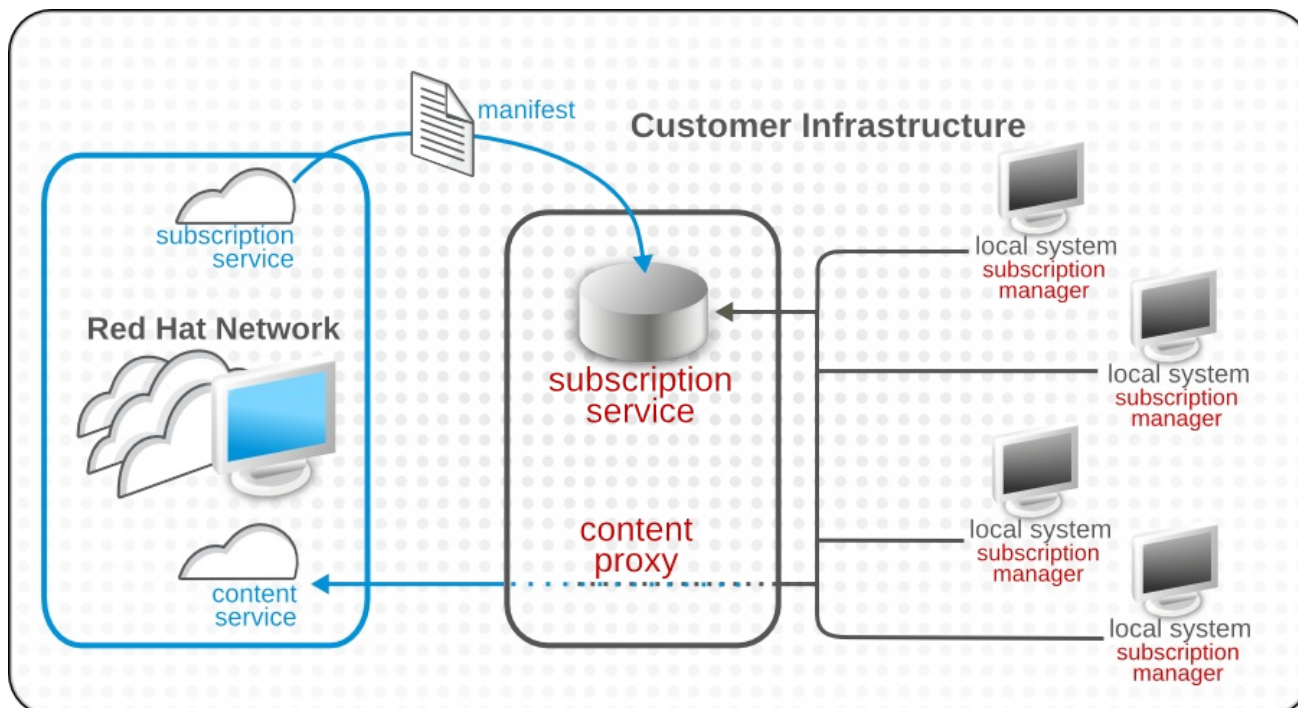 manifest
Customer Infrastructure
subscription
service
Red Hat Network
content
service
subscription
service
content
proxy
local system
subscription
manager
local system
subscription
manager
local system
subscription
manager
local system
subscription
manager